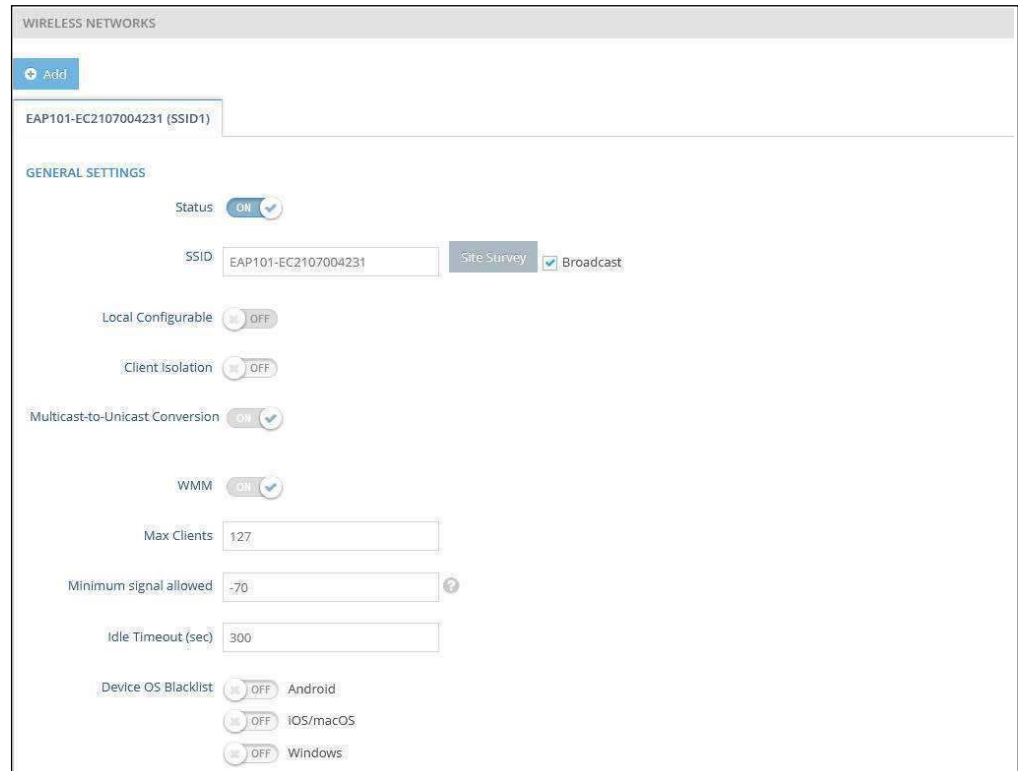 WIRELESS NETWORKS
Add
EAP101-EC2107004231 (SSID1)
GENERAL SETTINGS
Status ON
SSID EAP101-EC2107004231 Site Survey Broadcast
Local Configurable OFF
Client Isolation OFF
Multicast-to-Unicast Conversion ON
WMM ON
Max Clients 127
Minimum signal allowed -70 ?
Idle Timeout (sec) 300
Device OS Blacklist OFF Android
OFF iOS/macOS
OFF Windows